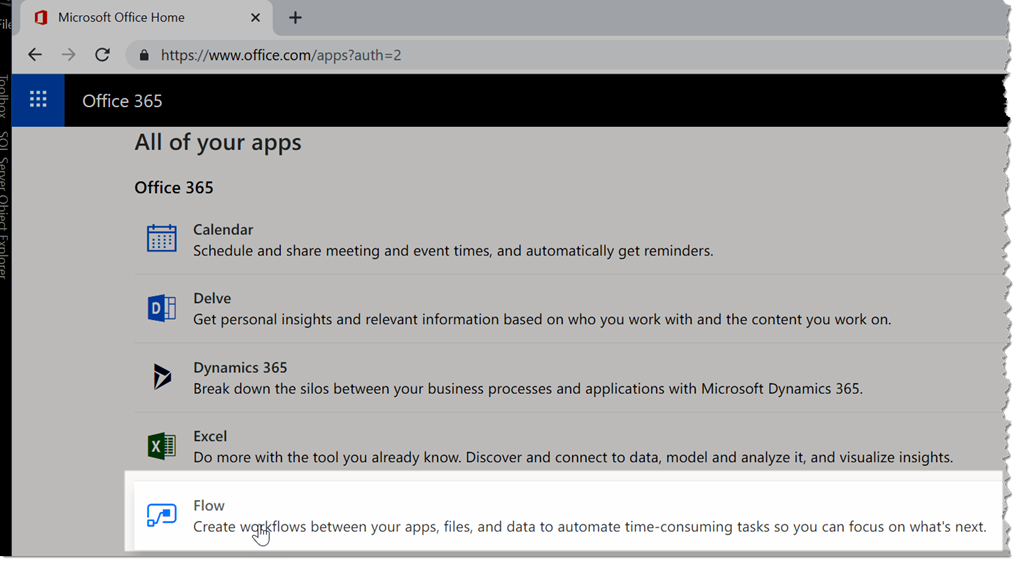 Microsoft Office Home
https://www.office.com/apps?auth=2
Office 365
All of your apps
Office 365
Calendar
Schedule and share meeting and event times, and automatically get reminders.
D
Delve
Get personal insights and relevant information based on who you work with and the content you work on.
Dynamics 365
Break down the silos between your business processes and applications with Microsoft Dynamics 365.
X
Excel
Do more with the tool you already know. Discover and connect to data, model and analyze it, and visualize insights.
Flow
Create workflows between your apps, files, and data to automate time-consuming tasks so you can focus on what's next.
Toolbox
SQL Server Object Explorer